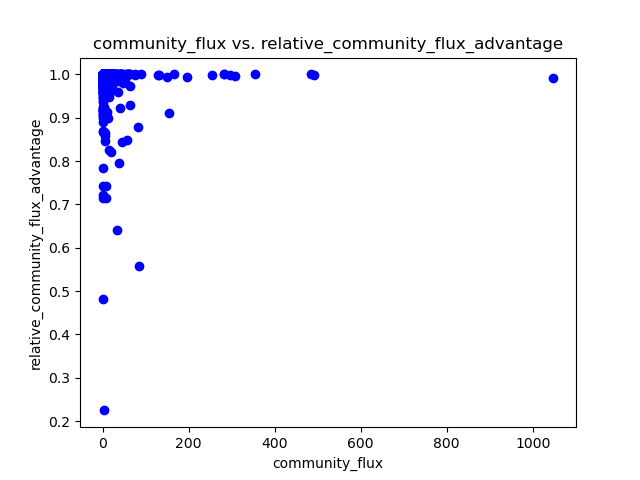 community_flux vs. relative_community_flux_advantage
1.0
0.9
0.8
0.7
0.6
0.5
0.4
0.3
0.2
relative_community_flux_advantage
0 200 400 600 800 1000
community_flux